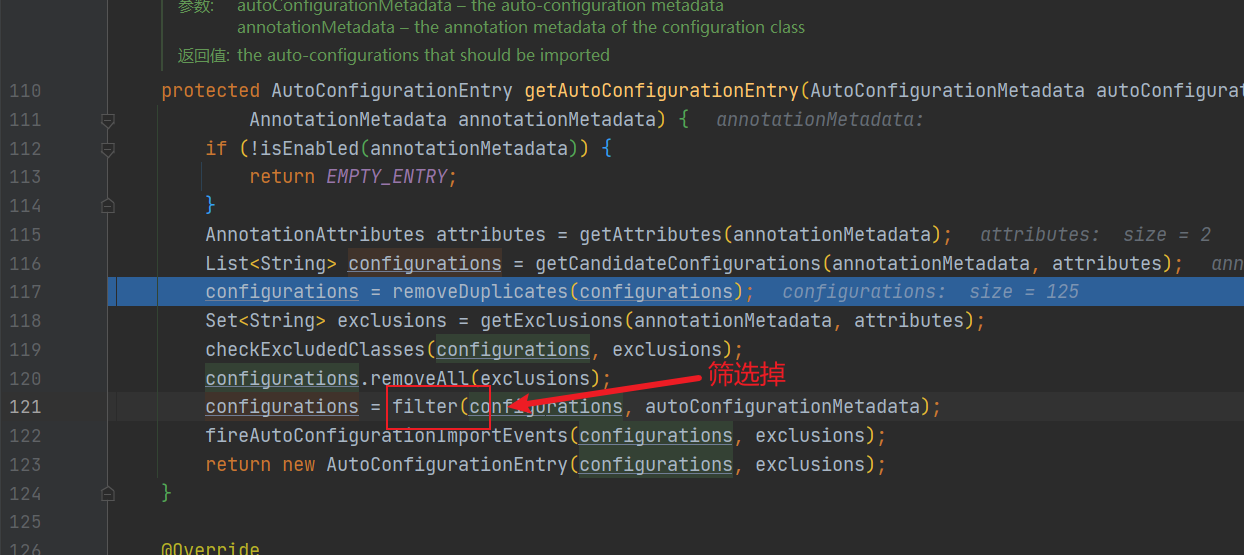 参数: autoConfigurationMetadata – the auto-configuration metadata
annotationMetadata – the annotation metadata of the configuration class
返回值: the auto-configurations that should be imported
110 protected AutoConfigurationEntry getAutoConfigurationEntry(AutoConfigurationMetadata autoConfigurat
111 AnnotationMetadata annotationMetadata) { annotationMetadata:
112 if (!isEnabled(annotationMetadata)) {
113 return EMPTY_ENTRY;
114 }
115 AnnotationAttributes attributes = getAttributes(annotationMetadata); attributes: size = 2
116 List<String> configurations = getCandidateConfigurations(annotationMetadata, attributes); ann
117 configurations = removeDuplicates(configurations); configurations: size = 125
118 Set<String> exclusions = getExclusions(annotationMetadata, attributes);
119 checkExcludedClasses(configurations, exclusions);
120 configurations.removeAll(exclusions);
筛选掉
121 configurations = filter(configurations, autoConfigurationMetadata);
122 fireAutoConfigurationImportEvents(configurations, exclusions);
123 return new AutoConfigurationEntry(configurations, exclusions);
124 }
125
126 @Override